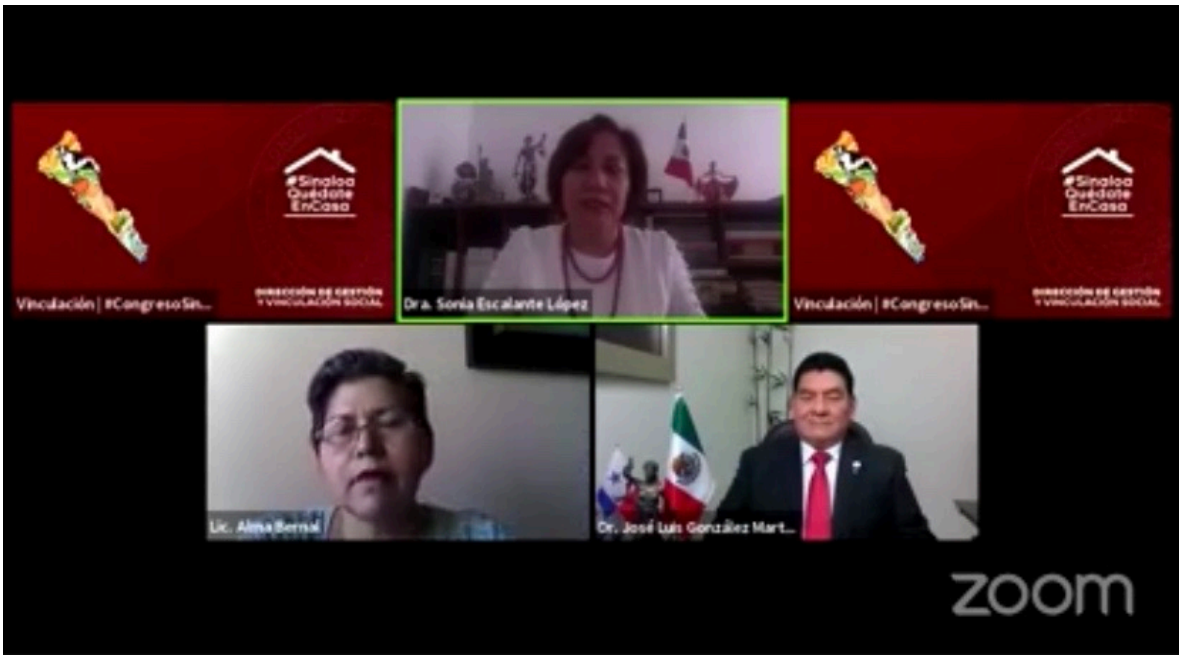 #Sinaloa
Quédate
EnCasa
DIRECCIÓN DE GESTIÓN
Y VINCULACIÓN SOCIAL
Vinculación | #CongresoSin...
Dra. Sonia Escalante López
#Sinaloa
Quédate
EnCasa
DIRECCIÓN DE GESTIÓN
Y VINCULACIÓN SOCIAL
Vinculación | #CongresoSin...
Lic. Alma Bernal
Dr. José Luis González Mart...
zoom